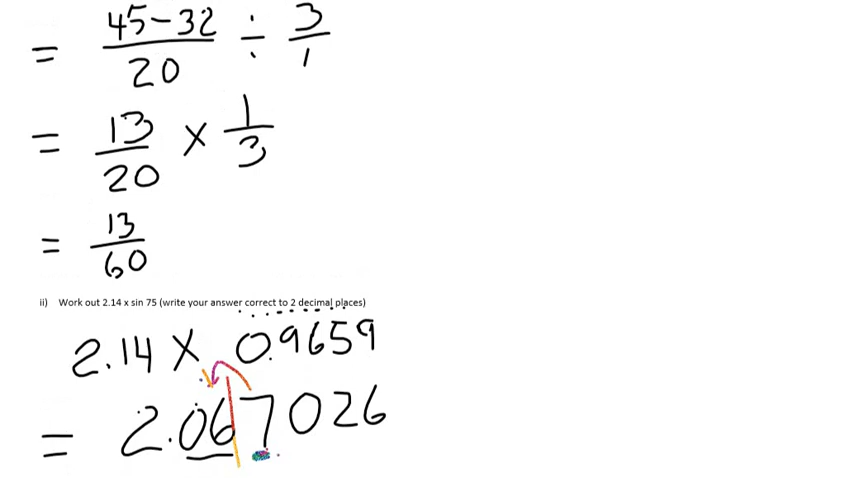 = 45-32/20 ÷ 3/1
= 13/20 × 1/3
= 13/60
ii) Work out 2.14 x sin 75 (write your answer correct to 2 decimal places)
2.14 × 0.9659
= 2.067026